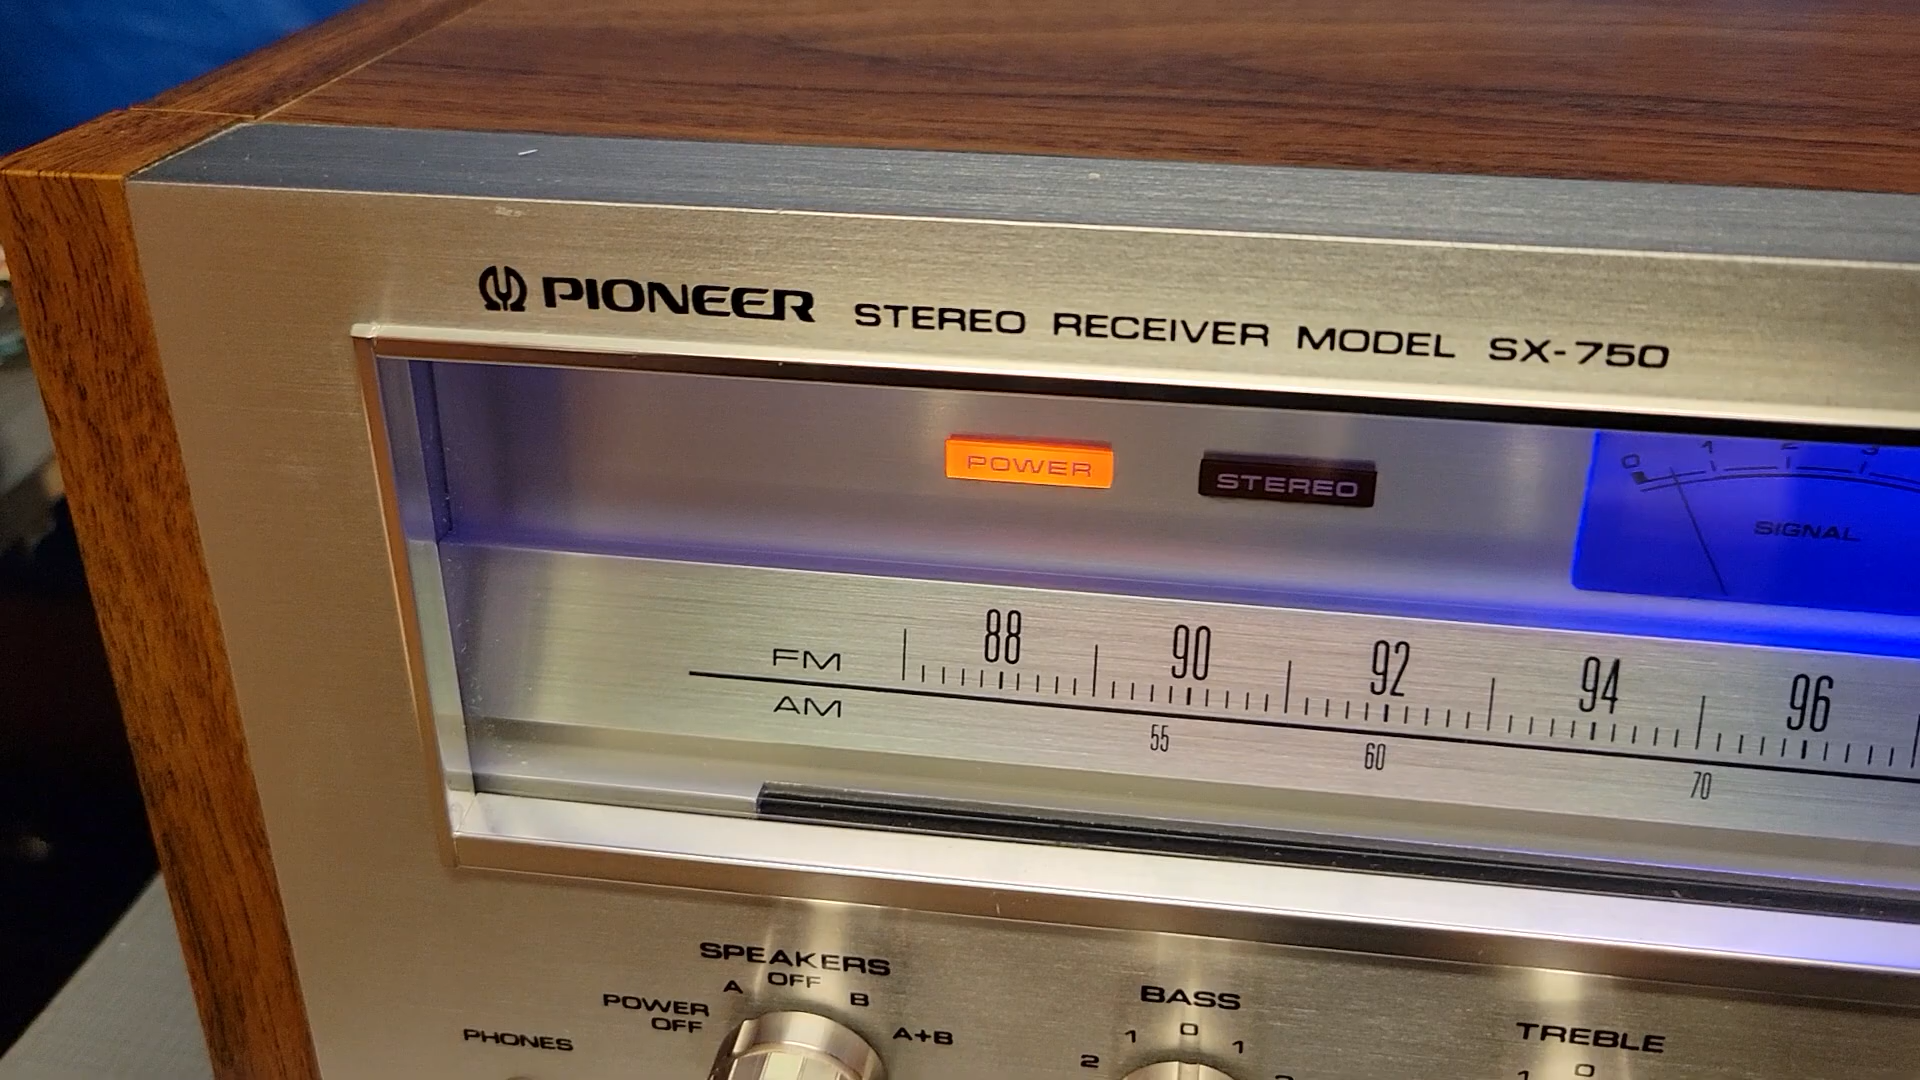 PIONEER STEREO RECEIVER MODEL SX-750
POWER STEREO
0 1 2 3
SIGNAL
FM 88 90 92 94 96
AM 55 60 70
SPEAKERS
POWER OFF A OFF B A+B
PHONES
BASS
2 1 0 1
TREBLE
1 0